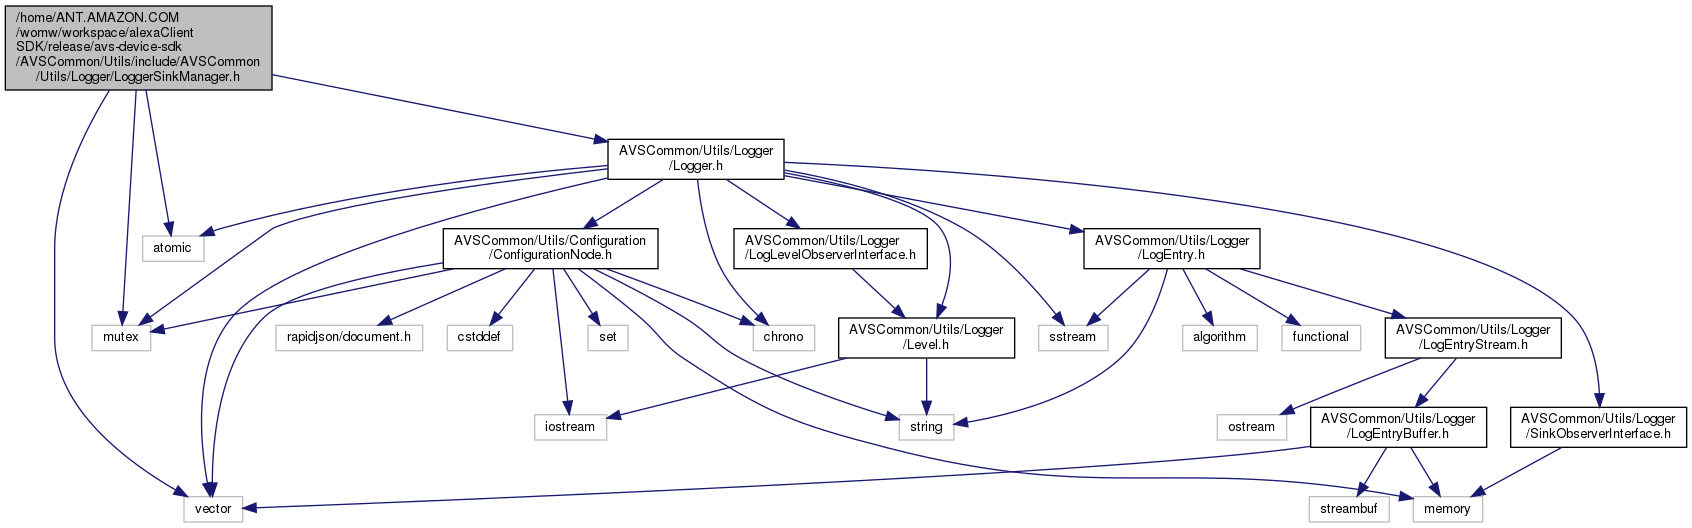 /home/ANT.AMAZON.COM
/womw/workspace/alexaClient
SDK/release/avs-device-sdk
/AVSCommon/Utils/include/AVSCommon
/Utils/Logger/LoggerSinkManager.h
AVSCommon/Utils/Logger
/Logger.h
atomic
AVSCommon/Utils/Configuration
/ConfigurationNode.h
AVSCommon/Utils/Logger
/LogLevelObserverInterface.h
AVSCommon/Utils/Logger
/LogEntry.h
mutex
rapidjson/document.h
cstddef
set
chrono
AVSCommon/Utils/Logger
/Level.h
sstream
algorithm
functional
AVSCommon/Utils/Logger
/LogEntryStream.h
iostream
string
ostream
AVSCommon/Utils/Logger
/LogEntryBuffer.h
AVSCommon/Utils/Logger
/SinkObserverInterface.h
vector
streambuf
memory